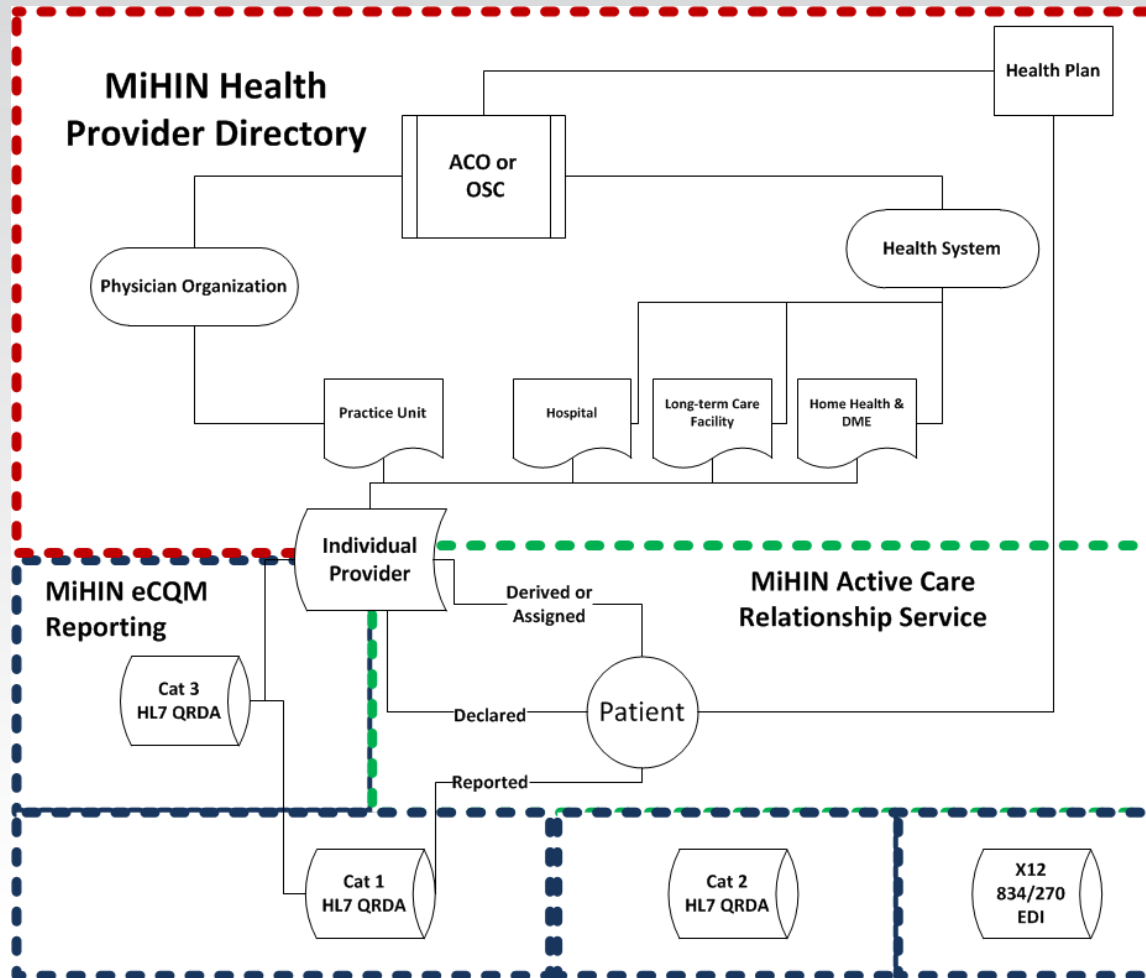 MiHIN Health
Provider Directory
Health Plan
ACO or
OSC
Health System
Physician Organization
Practice Unit
Hospital
Long-term Care
Facility
Home Health &
DME
Individual
Provider
MiHIN eCQM
Reporting
Derived or
Assigned
MiHIN Active Care
Relationship Service
Cat 3
HL7 QRDA
Declared
Patient
Reported
Cat 1
HL7 QRDA
Cat 2
HL7 QRDA
X12
834/270
EDI